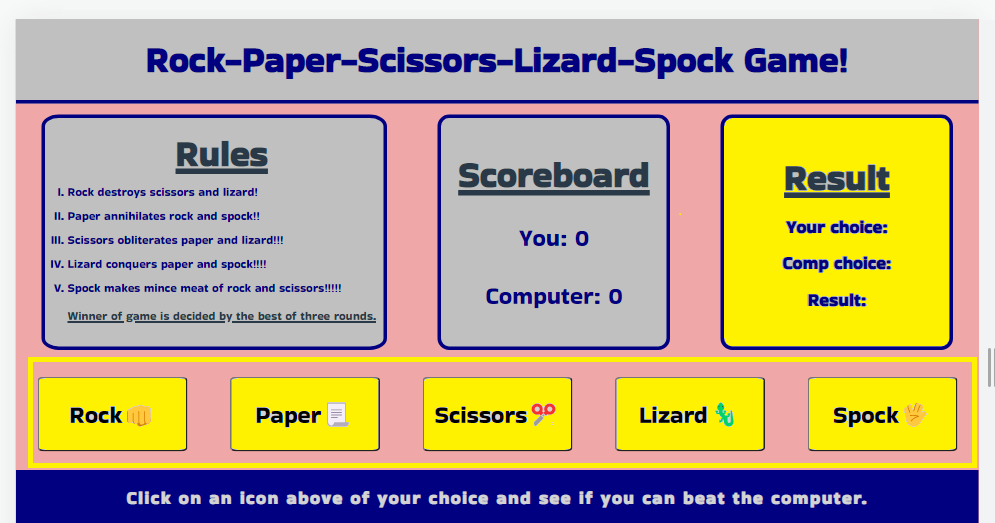 Rock-Paper-Scissors-Lizard-Spock Game!
Rules
I. Rock destroys scissors and lizard!
II. Paper annihilates rock and spock!!
III. Scissors obliterates paper and lizard!!!
IV. Lizard conquers paper and spock!!!!
V. Spock makes mince meat of rock and scissors!!!!!
Winner of game is decided by the best of three rounds.
Scoreboard
You: 0
Computer: 0
Result
Your choice:
Comp choice:
Result:
Rock
Paper
Scissors
Lizard
Spock
Click on an icon above of your choice and see if you can beat the computer.